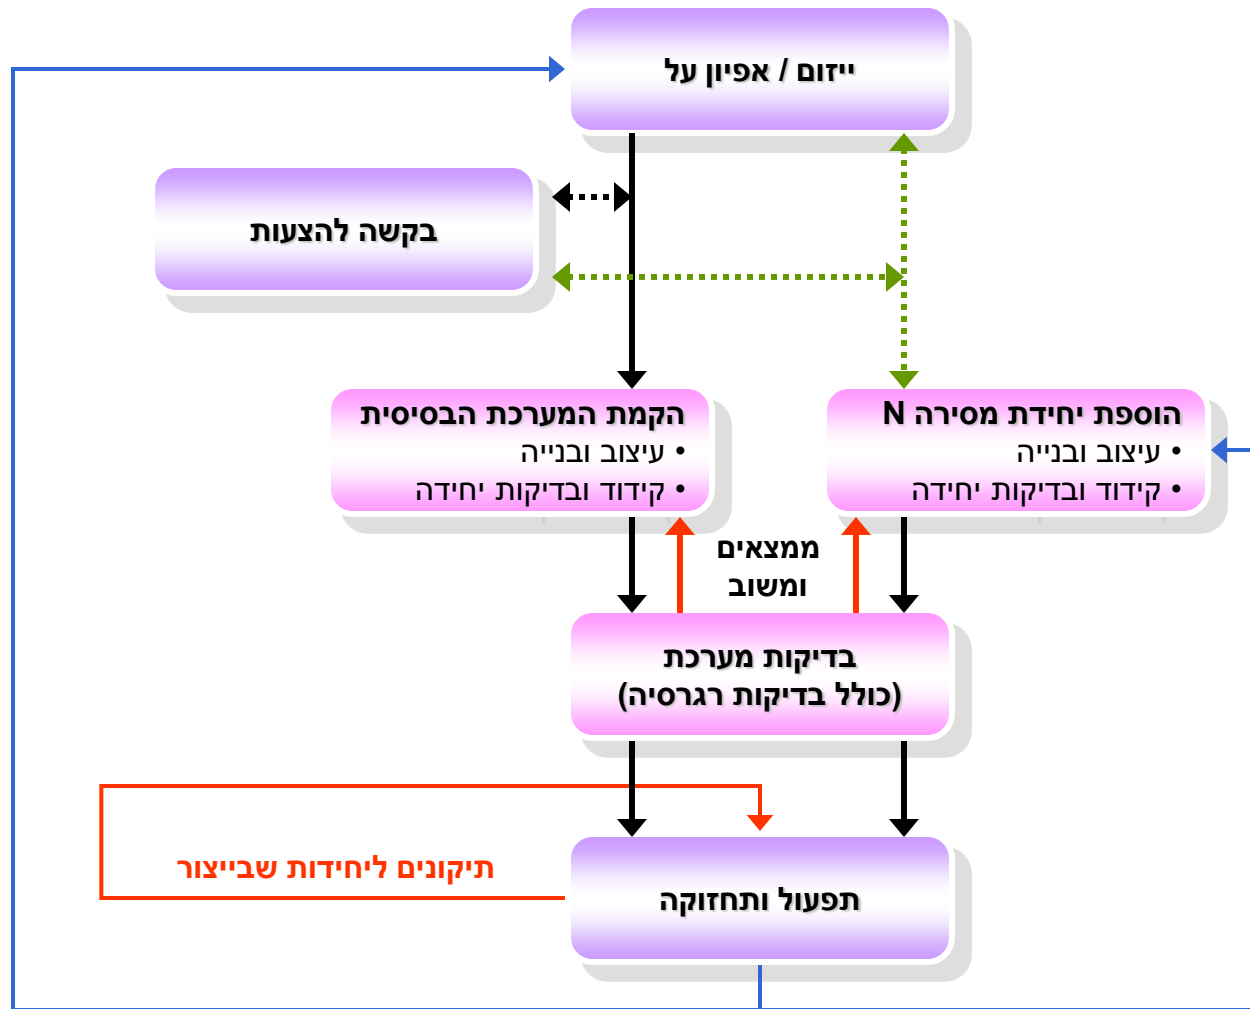 ייזום / אפיון על
בקשה להצעות
הוספת יחידת מסירה N
• עיצוב ובנייה
• קידוד ובדיקות יחידה
הקמת המערכת הבסיסית
• עיצוב ובנייה
• קידוד ובדיקות יחידה
ממצאים
ומשוב
בדיקות מערכת
(כולל בדיקות רגרסיה)
תיקונים ליחידות שבייצור
תפעול ותחזוקה